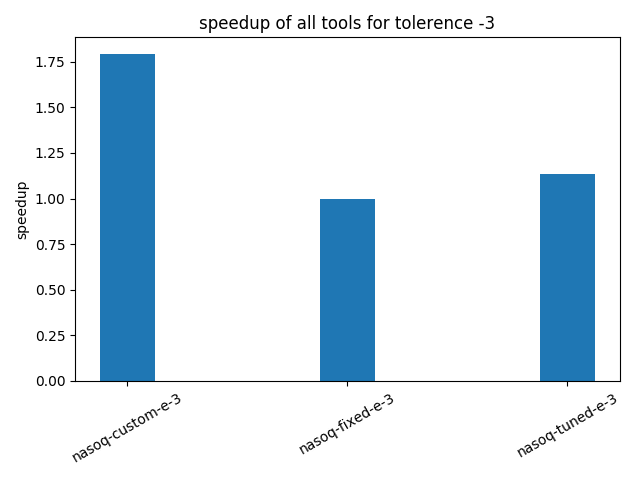 speedup of all tools for tolerence -3
speedup
1.75
1.50
1.25
1.00
0.75
0.50
0.25
0.00
nasoq-custom-e-3
nasoq-fixed-e-3
nasoq-tuned-e-3